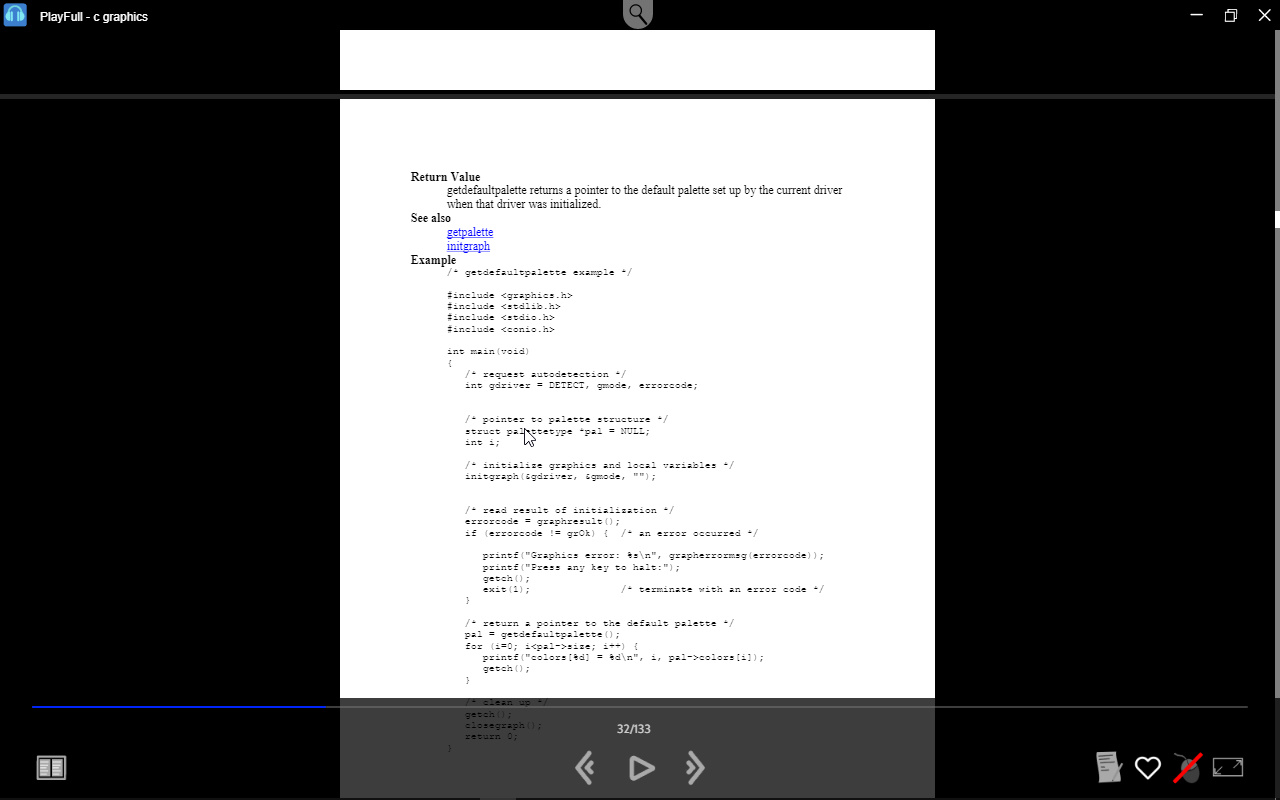 PlayFull - c graphics
Return Value
getdefaultpalette returns a pointer to the default palette set up by the current driver
when that driver was initialized.
See also
getpalette
initgraph
Example
/* getdefaultpalette example */
#include <graphics.h>
#include <stdlib.h>
#include <stdio.h>
#include <conio.h>
int main(void)
{
/* request autodetection */
int gdriver = DETECT, gmode, errorcode;
/* pointer to palette structure */
struct palettetype *pal = NULL;
int i;
/* initialize graphics and local variables */
initgraph(&gdriver, &gmode, "");
/* read result of initialization */
errorcode = graphresult();
if (errorcode != grOk) { /* an error occurred */
printf("Graphics error: %s\n", grapherrormsg(errorcode));
printf("Press any key to halt:");
getch();
exit(1); /* terminate with an error code */
}
/* return a pointer to the default palette */
pal = getdefaultpalette();
for (i=0; i<pal->size; i++) {
printf("colors[%d] = %d\n", i, pal->colors[i]);
getch();
}
/* clean up */
getch();
closegraph();
return 0;
}
32/133